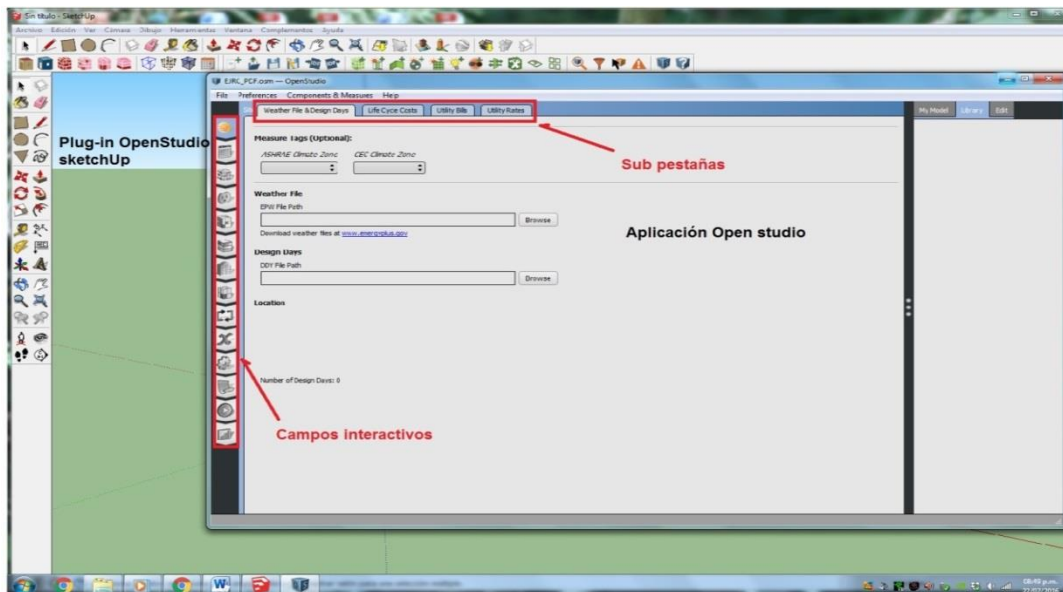 Sin título - SketchUp
Archivo Edición Ver Cámara Dibujo Herramientas Ventana Complementos Ayuda
EJRC_PCF.osm — OpenStudio
File Preferences Components & Measures Help
Weather File & Design Days Life Cycle Costs Utility Bills Utility Rates
My Model Library Edit
Plug-in OpenStudio
sketchUp
Measure Tags (Optional):
ASHRAE Climate Zone CEC Climate Zone
Sub pestañas
Weather File
EPW File Path
Browse
Download weather files at www.energyplus.gov
Aplicación Open studio
Design Days
DDY File Path
Browse
Location
Number of Design Days: 0
Campos interactivos
08:49 p.m.